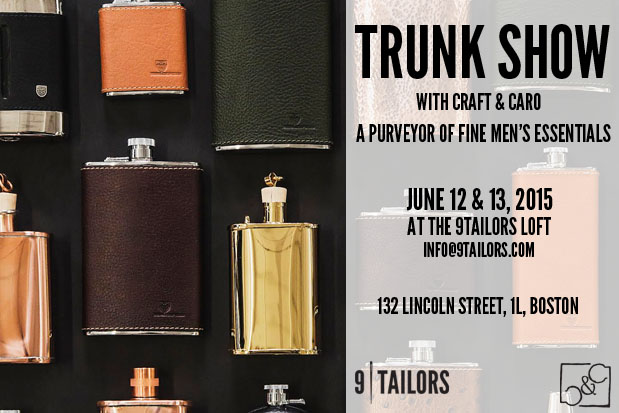 TRUNK SHOW
WITH CRAFT & CARO
A PURVEYOR OF FINE MEN'S ESSENTIALS
JUNE 12 & 13, 2015
AT THE 9TAILORS LOFT
INFO@9TAILORS.COM
132 LINCOLN STREET, 1L, BOSTON
9 | TAILORS
C&C